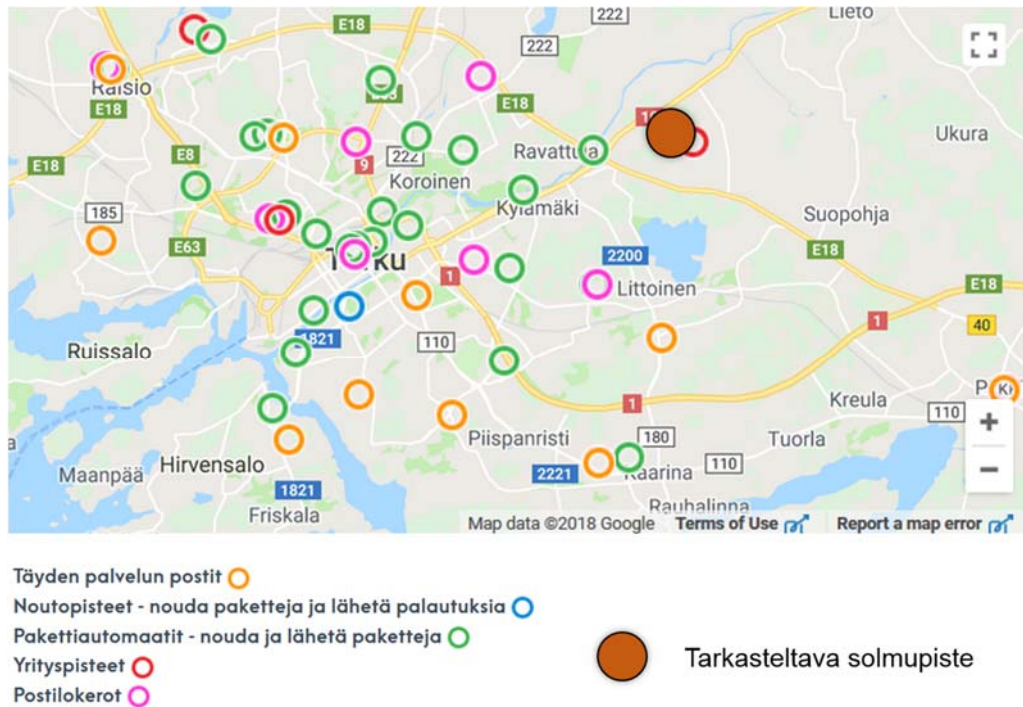 222
Lieto
E18
Raisio
222
E18
E18
Ukura
E8
Ravattula
E18
9
222
Koroinen
185
Kylämäki
Suopohja
E63
2200
E18
1
Littoinen
E18
1
40
Ruissalo
1821
110
Kreula
110
1
Piispanristi
180
Tuorla
Maanpää
Hirvensalo
2221
Kaarina
110
1821
Rauhalinna
Friskala
Map data ©2018 Google
Terms of Use
Report a map error
Täyden palvelun postit
Noutopisteet - nouda paketteja ja lähetä palautuksia
Pakettiautomaatit - nouda ja lähetä paketteja
Yrityspisteet
Tarkasteltava solmupiste
Postilokerot